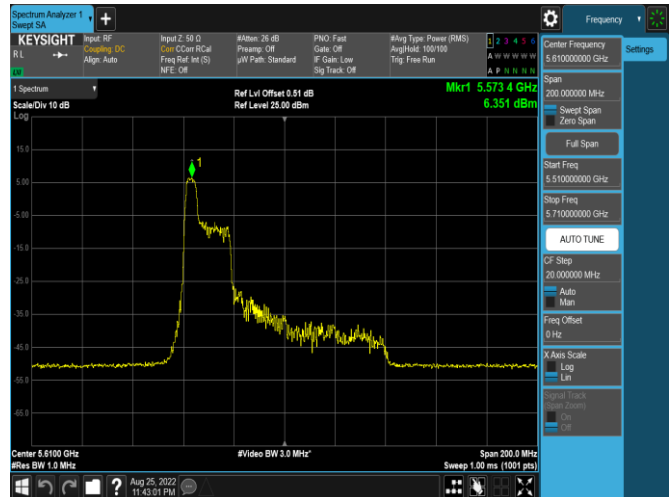 Spectrum Analyzer 1
Swept SA
Frequency
KEYSIGHT
R L
LW
Input: RF
Coupling: DC
Align: Auto
Input Z: 50 Ω
Corr CCorr RCal
Freq Ref: Int (S)
NFE: Off
#Atten: 26 dB
Preamp: Off
µW Path: Standard
PNO: Fast
Gate: Off
IF Gain: Low
Sig Track: Off
#Avg Type: Power (RMS)
Avg|Hold: 100/100
Trig: Free Run
1 2 3 4 5 6
A W W W W W
A P N N N N
1 Spectrum
Scale/Div 10 dB
Log
Ref Lvl Offset 0.51 dB
Ref Level 25.00 dBm
Mkr1 5.573 4 GHz
6.351 dBm
1
15.0
5.00
-5.00
-15.0
-25.0
-35.0
-45.0
-55.0
-65.0
Center 5.6100 GHz
#Res BW 1.0 MHz
#Video BW 3.0 MHz*
Span 200.0 MHz
Sweep 1.00 ms (1001 pts)
Aug 25, 2022
11:43:01 PM
Center Frequency
5.610000000 GHz
Settings
Span
200.000000 MHz
Swept Span
Zero Span
Full Span
Start Freq
5.510000000 GHz
Stop Freq
5.710000000 GHz
AUTO TUNE
CF Step
20.000000 MHz
Auto
Man
Freq Offset
0 Hz
X Axis Scale
Log
Lin
Signal Track
(Span Zoom)
On
Off